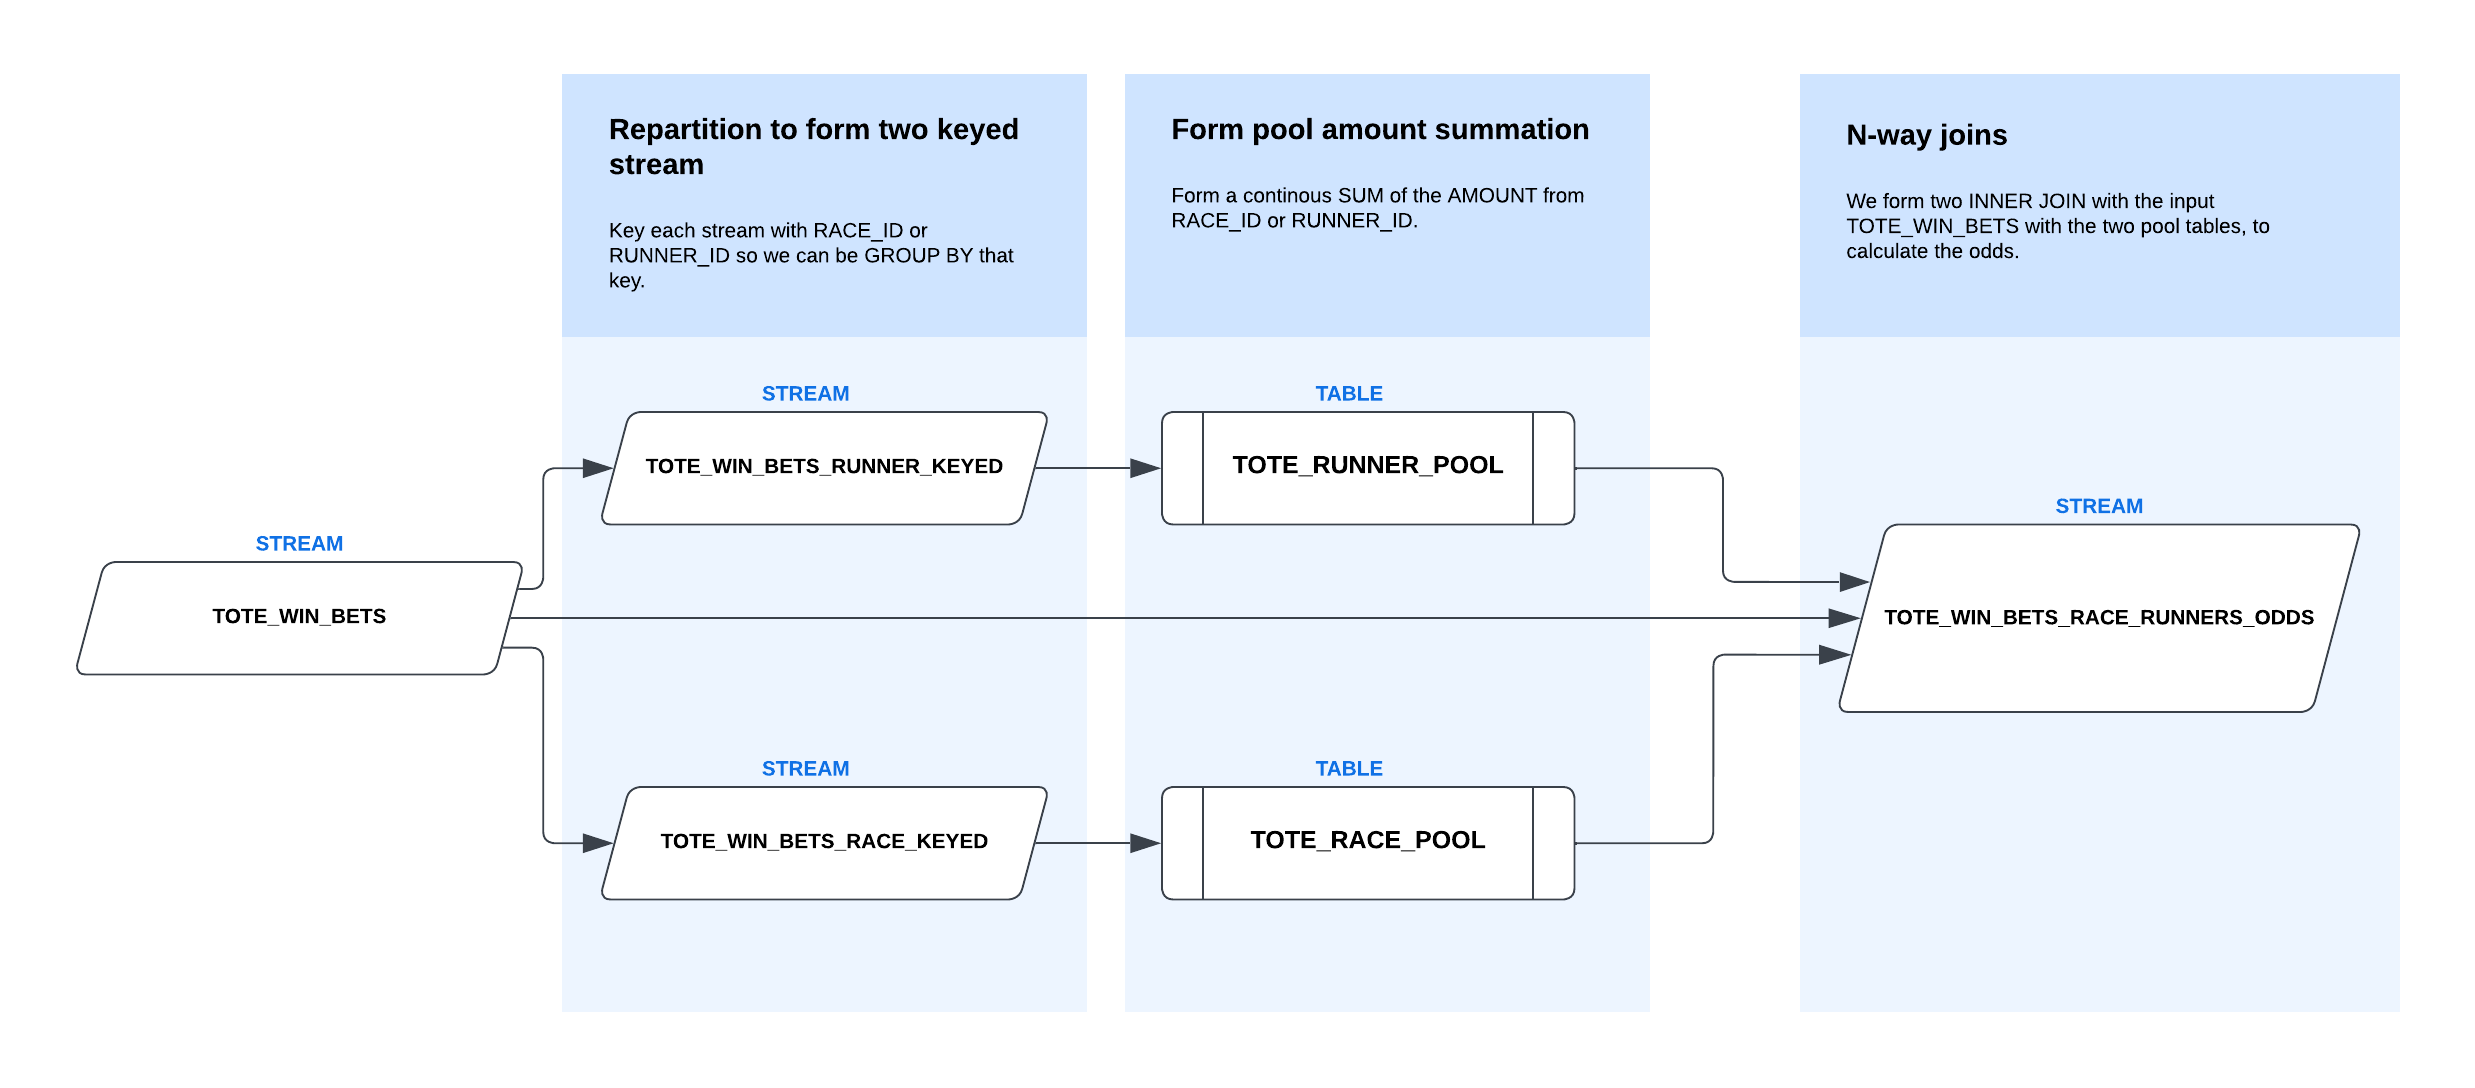 Repartition to form two keyed
stream
Key each stream with RACE_ID or
RUNNER_ID so we can be GROUP BY that
key.
Form pool amount summation
Form a continous SUM of the AMOUNT from
RACE_ID or RUNNER_ID.
N-way joins
We form two INNER JOIN with the input
TOTE_WIN_BETS with the two pool tables, to
calculate the odds.
STREAM
TOTE_WIN_BETS
STREAM
TOTE_WIN_BETS_RUNNER_KEYED
TABLE
TOTE_RUNNER_POOL
STREAM
TOTE_WIN_BETS_RACE_RUNNERS_ODDS
STREAM
TOTE_WIN_BETS_RACE_KEYED
TABLE
TOTE_RACE_POOL